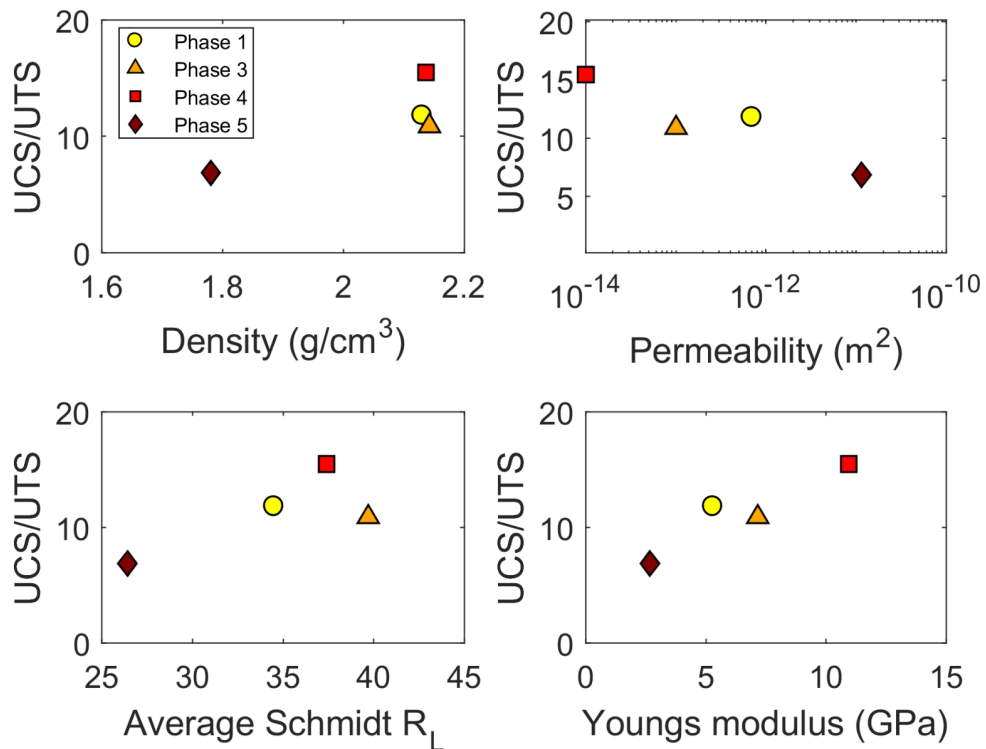 UCS/UTS
20
10
0
Phase 1
Phase 3
Phase 4
Phase 5
1.6 1.8 2 2.2
Density (g/cm³)
UCS/UTS
20
15
10
5
10⁻¹⁴ 10⁻¹² 10⁻¹⁰
Permeability (m²)
UCS/UTS
20
10
0
25 30 35 40 45
Average Schmidt R_L
UCS/UTS
20
10
0
0 5 10 15
Youngs modulus (GPa)